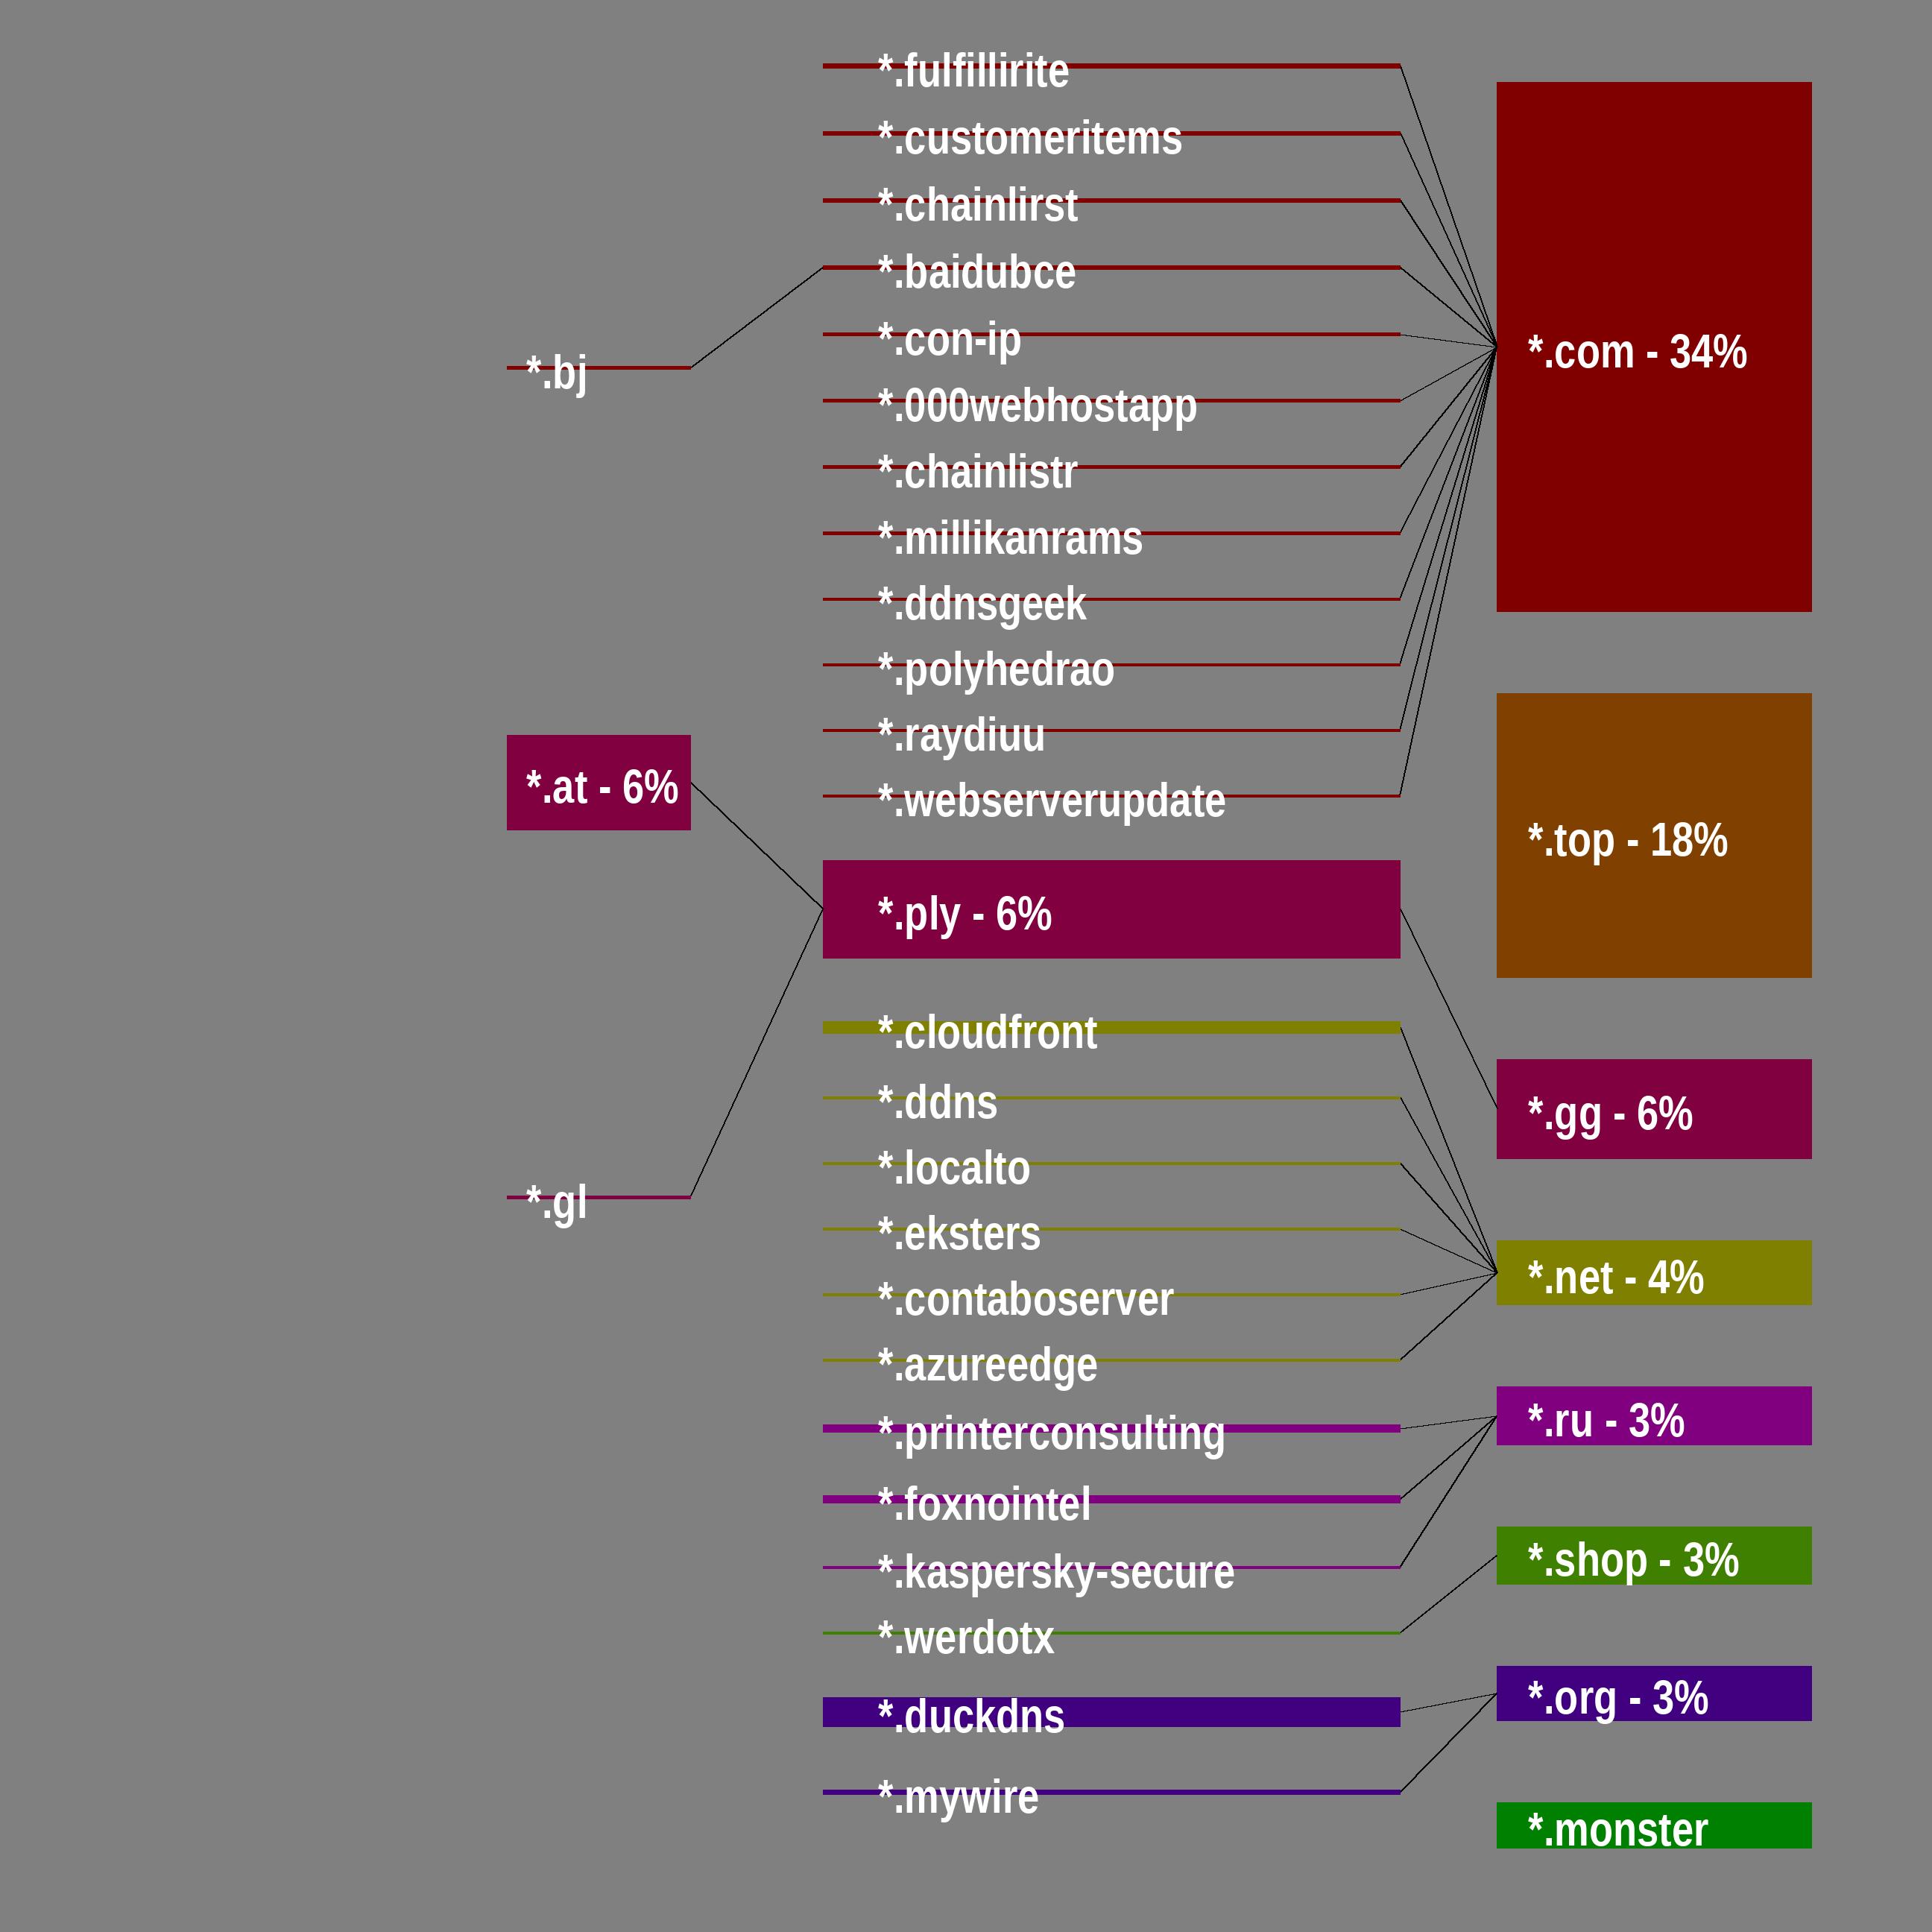 *.bj
*.at - 6%
*.gl
*.fulfillirite
*.customeritems
*.chainlirst
*.baidubce
*.con-ip
*.000webhostapp
*.chainlistr
*.millikanrams
*.ddnsgeek
*.polyhedrao
*.raydiuu
*.webserverupdate
*.ply - 6%
*.cloudfront
*.ddns
*.localto
*.eksters
*.contaboserver
*.azureedge
*.printerconsulting
*.foxnointel
*.kaspersky-secure
*.werdotx
*.duckdns
*.mywire
*.com - 34%
*.top - 18%
*.gg - 6%
*.net - 4%
*.ru - 3%
*.shop - 3%
*.org - 3%
*.monster